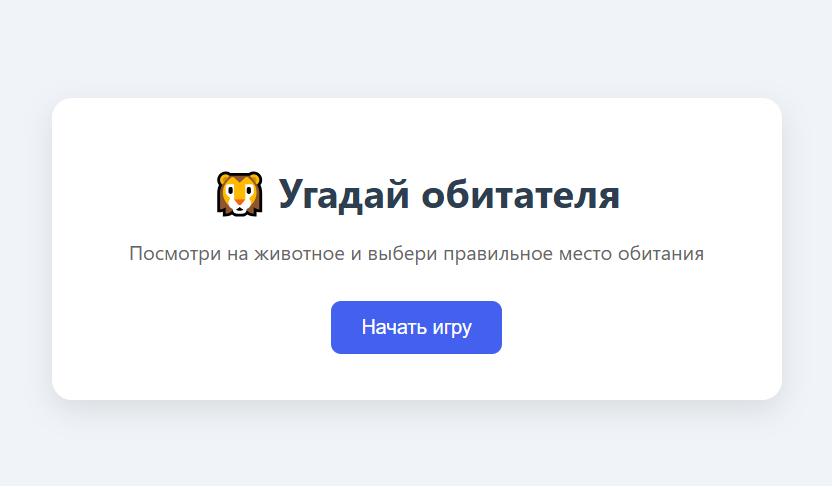 Угадай обитателя
Посмотри на животное и выбери правильное место обитания
Начать игру